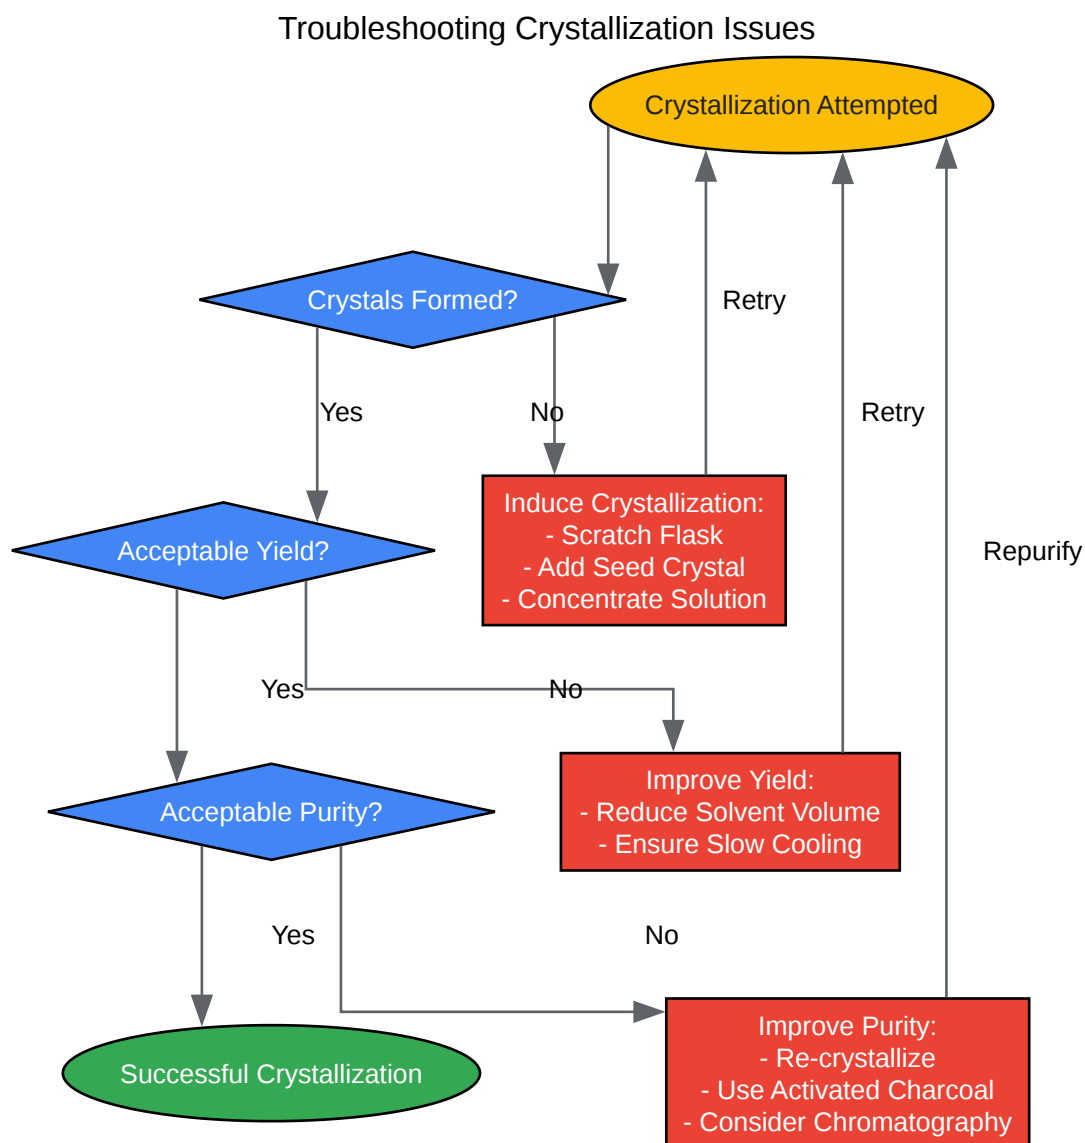 Troubleshooting Crystallization Issues
Crystallization Attempted
Crystals Formed?
Retry
Yes
No
Retry
Induce Crystallization:
- Scratch Flask
- Add Seed Crystal
- Concentrate Solution
Acceptable Yield?
Repurify
Yes
No
Improve Yield:
- Reduce Solvent Volume
- Ensure Slow Cooling
Acceptable Purity?
Yes
No
Improve Purity:
- Re-crystallize
- Use Activated Charcoal
- Consider Chromatography
Successful Crystallization